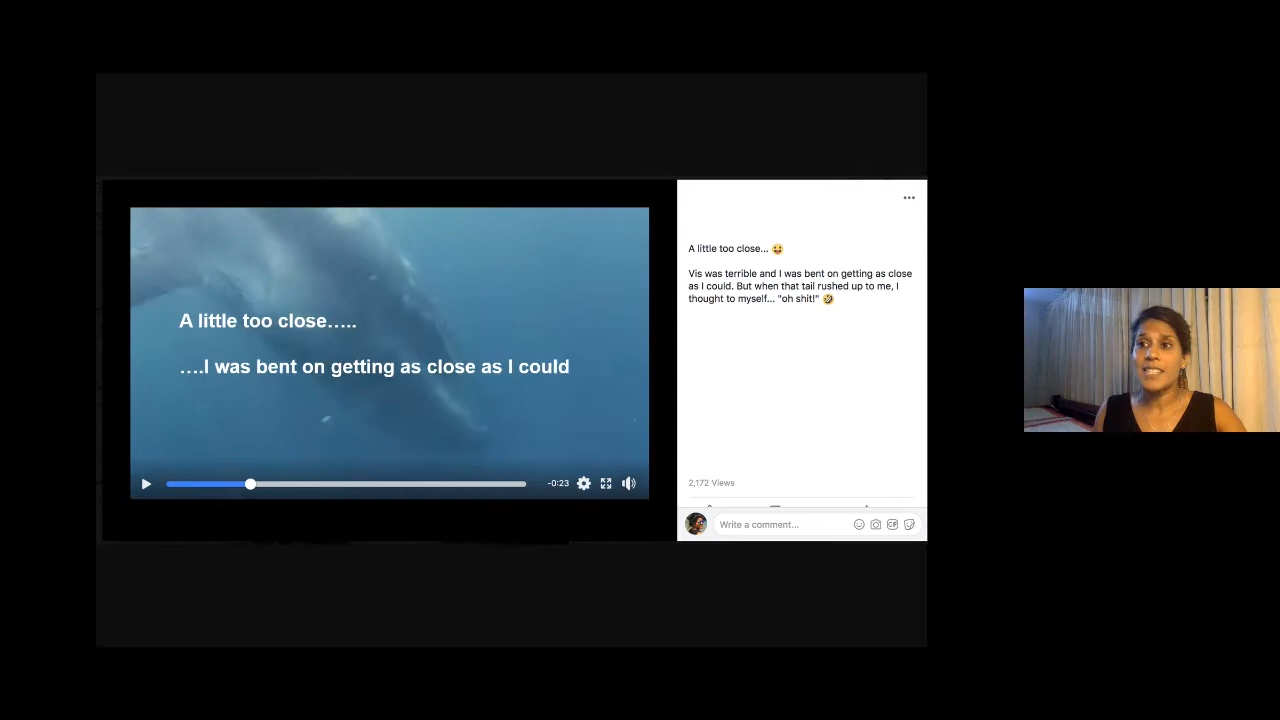 A little too close…..
….I was bent on getting as close as I could
-0:23
A little too close... 😀
Vis was terrible and I was bent on getting as close
as I could. But when that tail rushed up to me, I
thought to myself... "oh shit!" 🤣
2,172 Views
Write a comment...
GIF